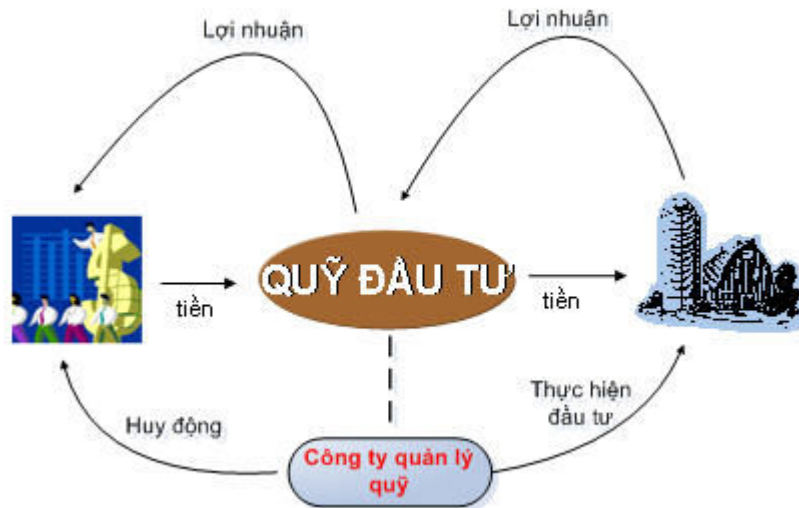 Lợi nhuận
Lợi nhuận
QUỸ ĐẦU TƯ
tiền
tiền
Huy động
Thực hiện
đầu tư
Công ty quản lý
quỹ